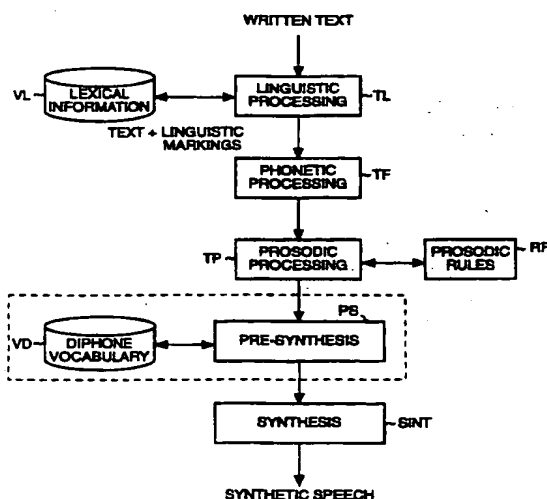 WRITTEN TEXT
VL
LEXICAL
INFORMATION
LINGUISTIC
PROCESSING
TL
TEXT + LINGUISTIC
MARKINGS
PHONETIC
PROCESSING
TF
TP
PROSODIC
PROCESSING
PROSODIC
RULES
RP
PS
VD
DIPHONE
VOCABULARY
PRE-SYNTHESIS
SYNTHESIS
SINT
SYNTHETIC SPEECH